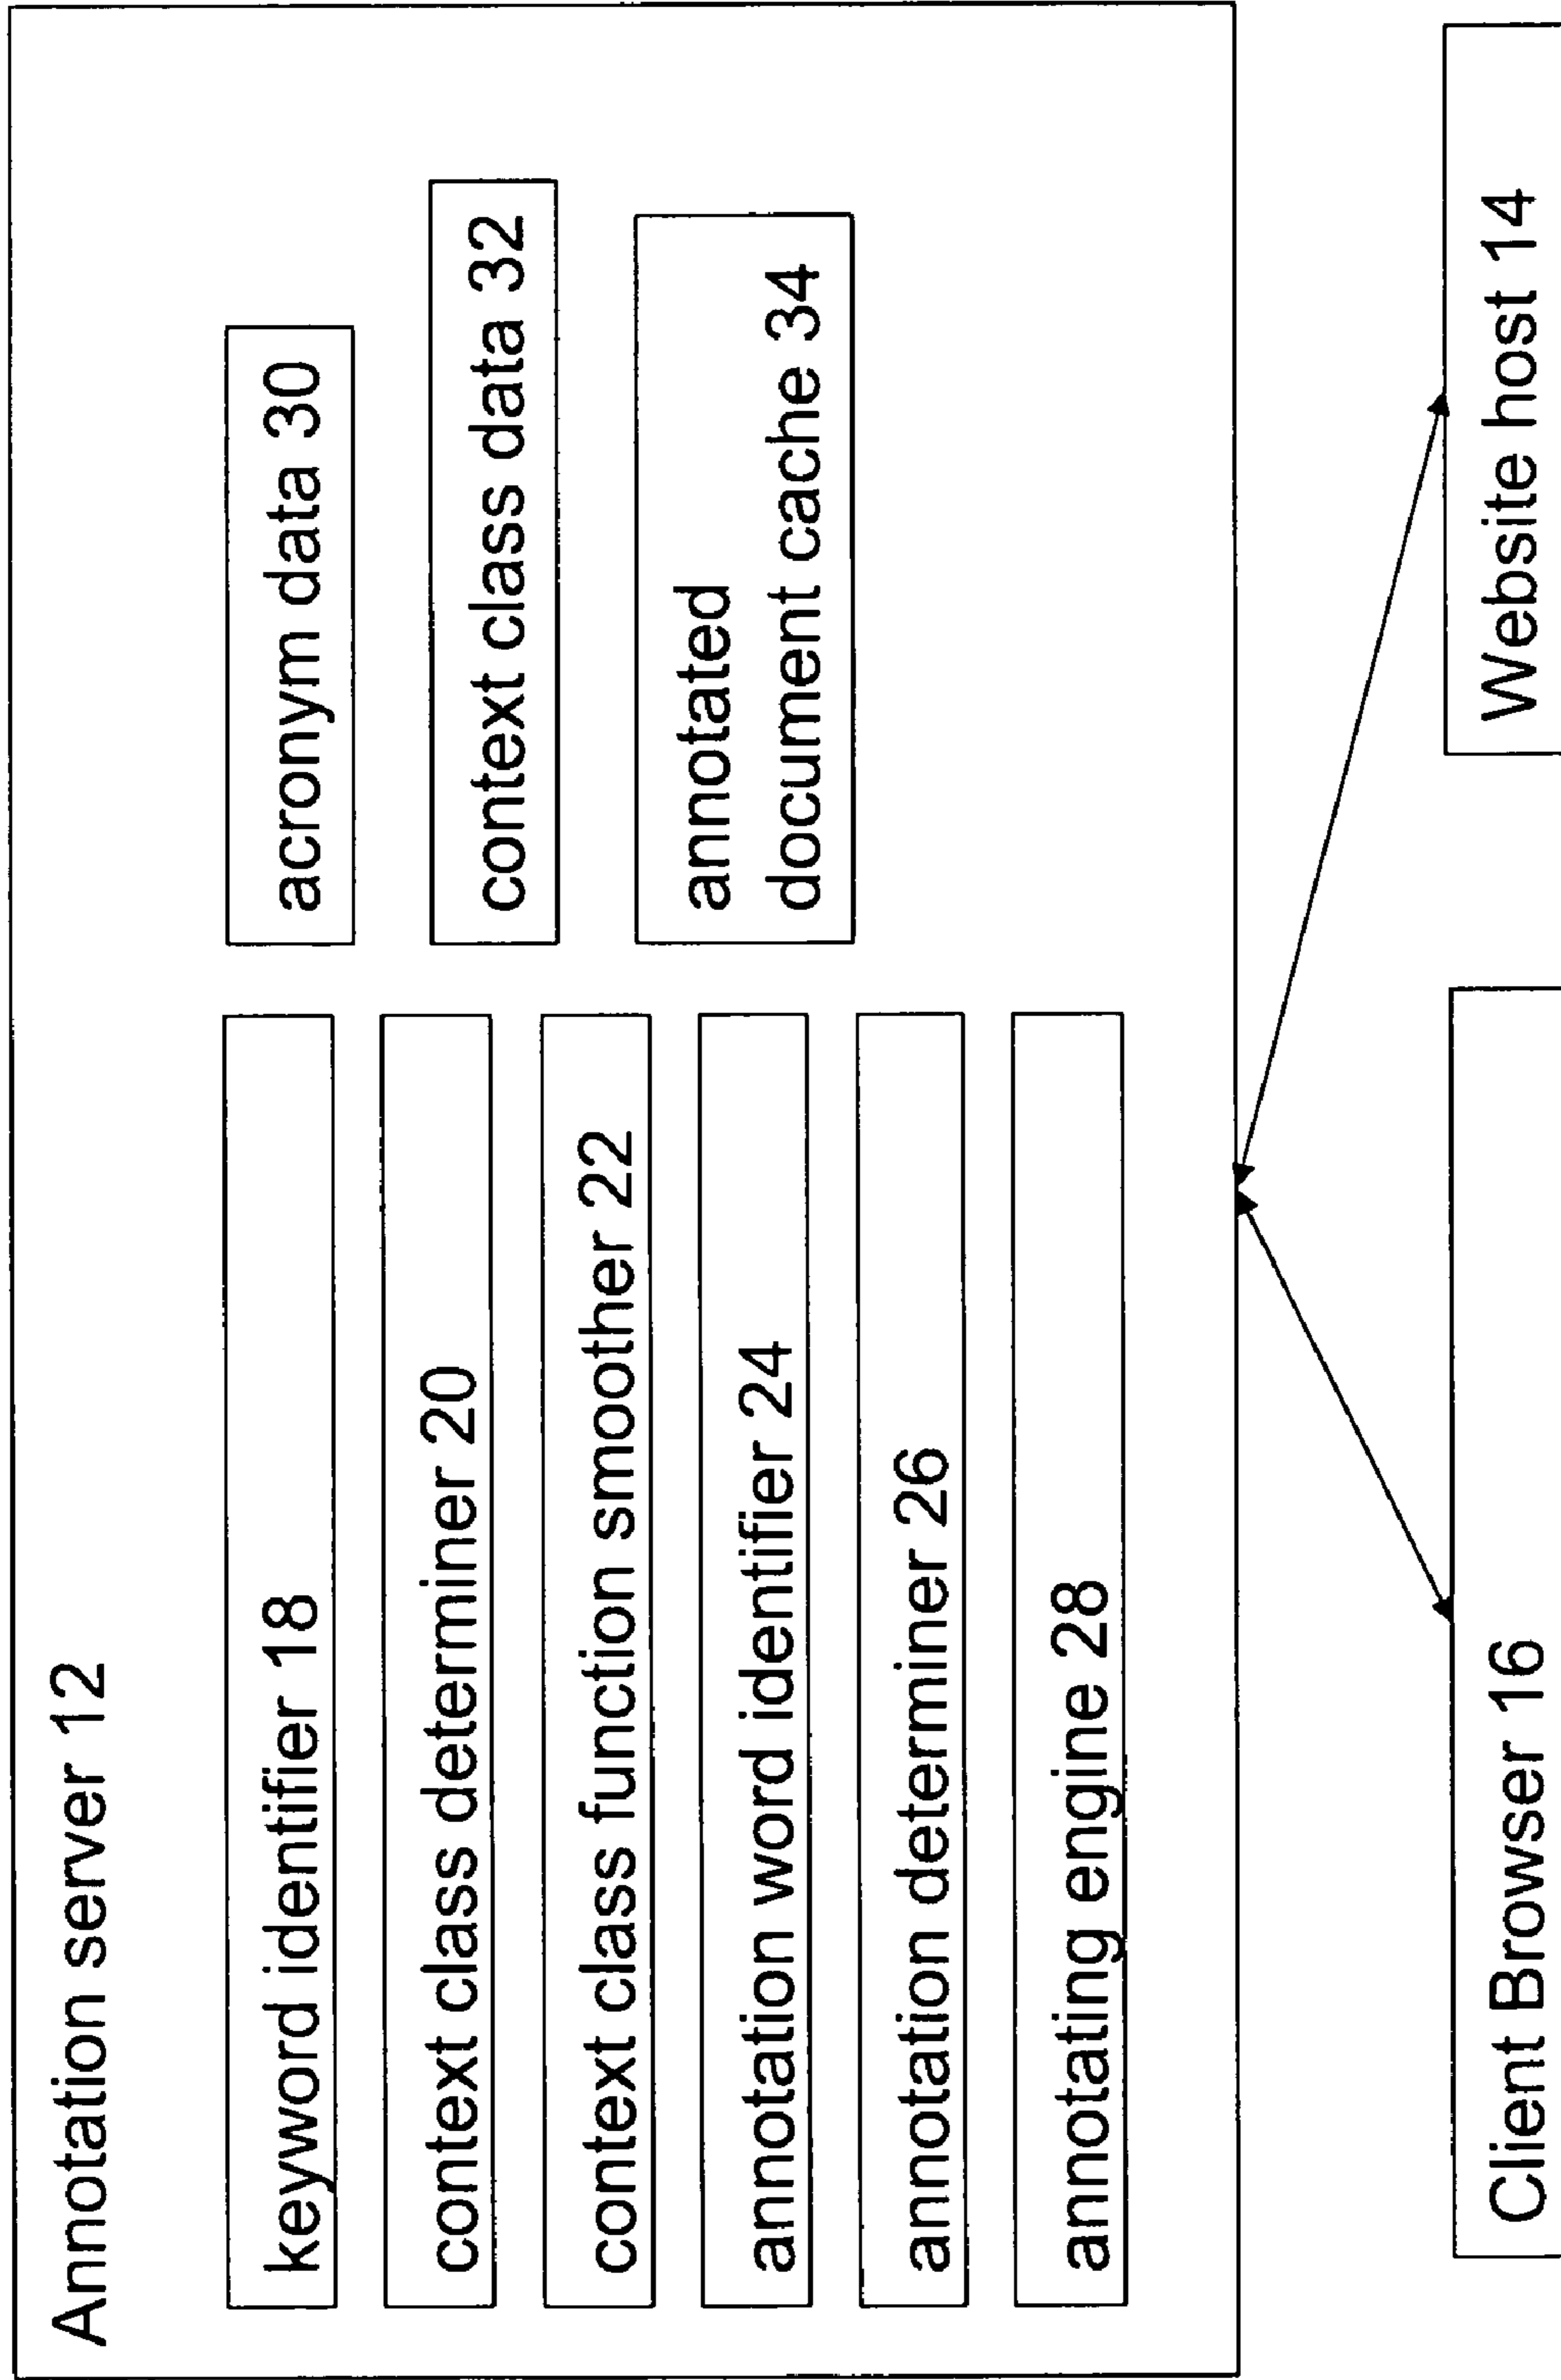 Annotation server 12
keyword identifier 18
context class determiner 20
context class function smoother 22
annotation word identifier 24
annotation determiner 26
annotating engine 28
acronym data 30
context class data 32
annotated
document cache 34
Client Browser 16
Website host 14